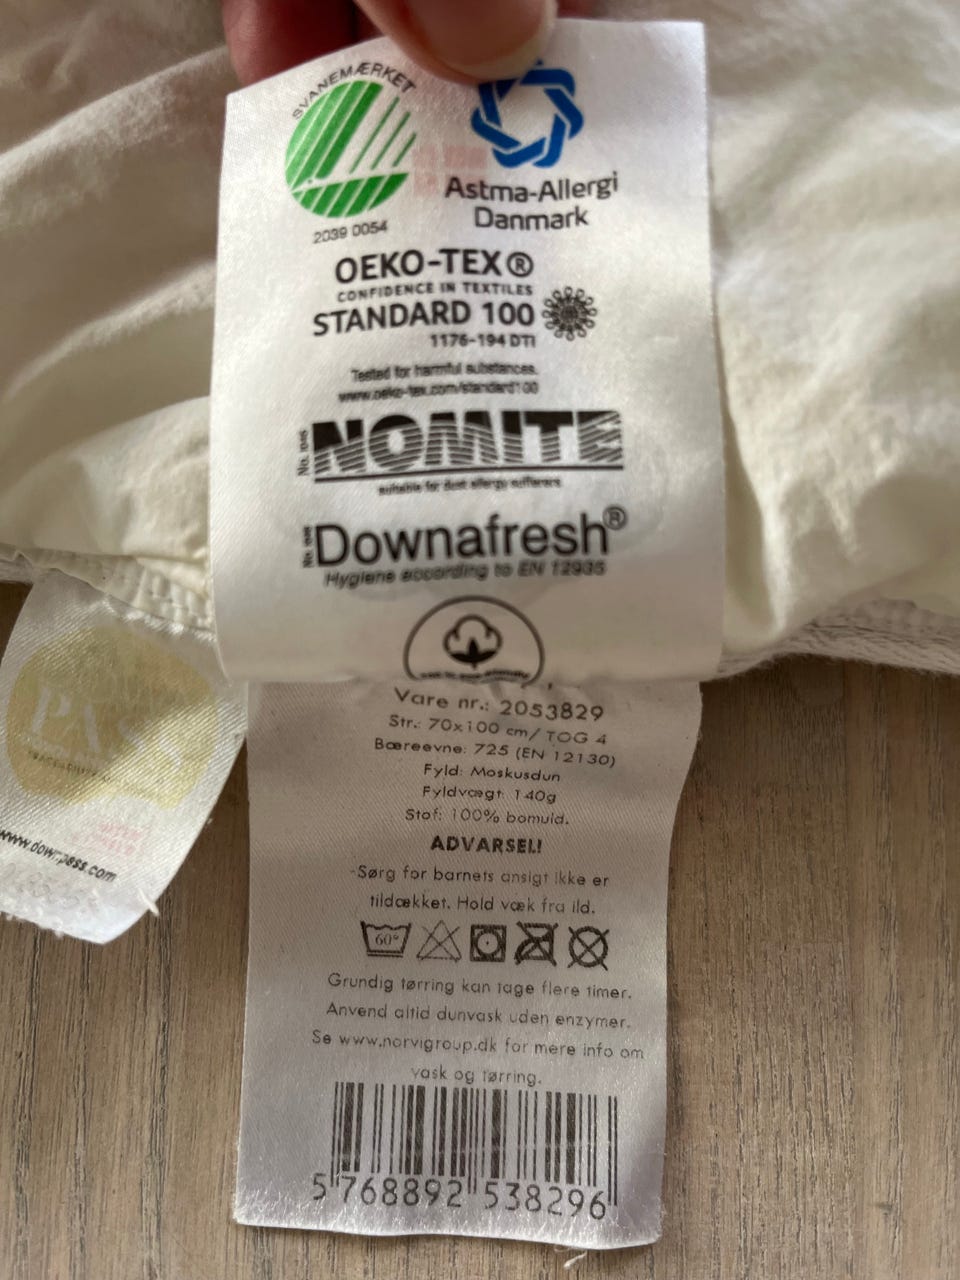 SVANEMÆRKET
2039 0054
Astma-Allergi
Danmark
OEKO-TEX®
CONFIDENCE IN TEXTILES
STANDARD 100
1176-194 DTI
Tested for harmful substances.
www.oeko-tex.com/standard100
NOMITE
suitable for dust allergy sufferers
Downafresh®
Hygiene according to EN 12935
Vare nr.: 2053829
Str.: 70x100 cm/ TOG 4
Bæreevne: 725 (EN 12130)
Fyld: Moskusdun
Fyldvægt: 140g
Stof: 100% bomuld.
ADVARSEL!
-Sørg for barnets ansigt ikke er
tildækket. Hold væk fra ild.
60°
Grundig tørring kan tage flere timer.
Anvend altid dunvask uden enzymer.
Se www.norvigroup.dk for mere info om
vask og tørring.
5 768892 538296
PASS
www.downpass.com